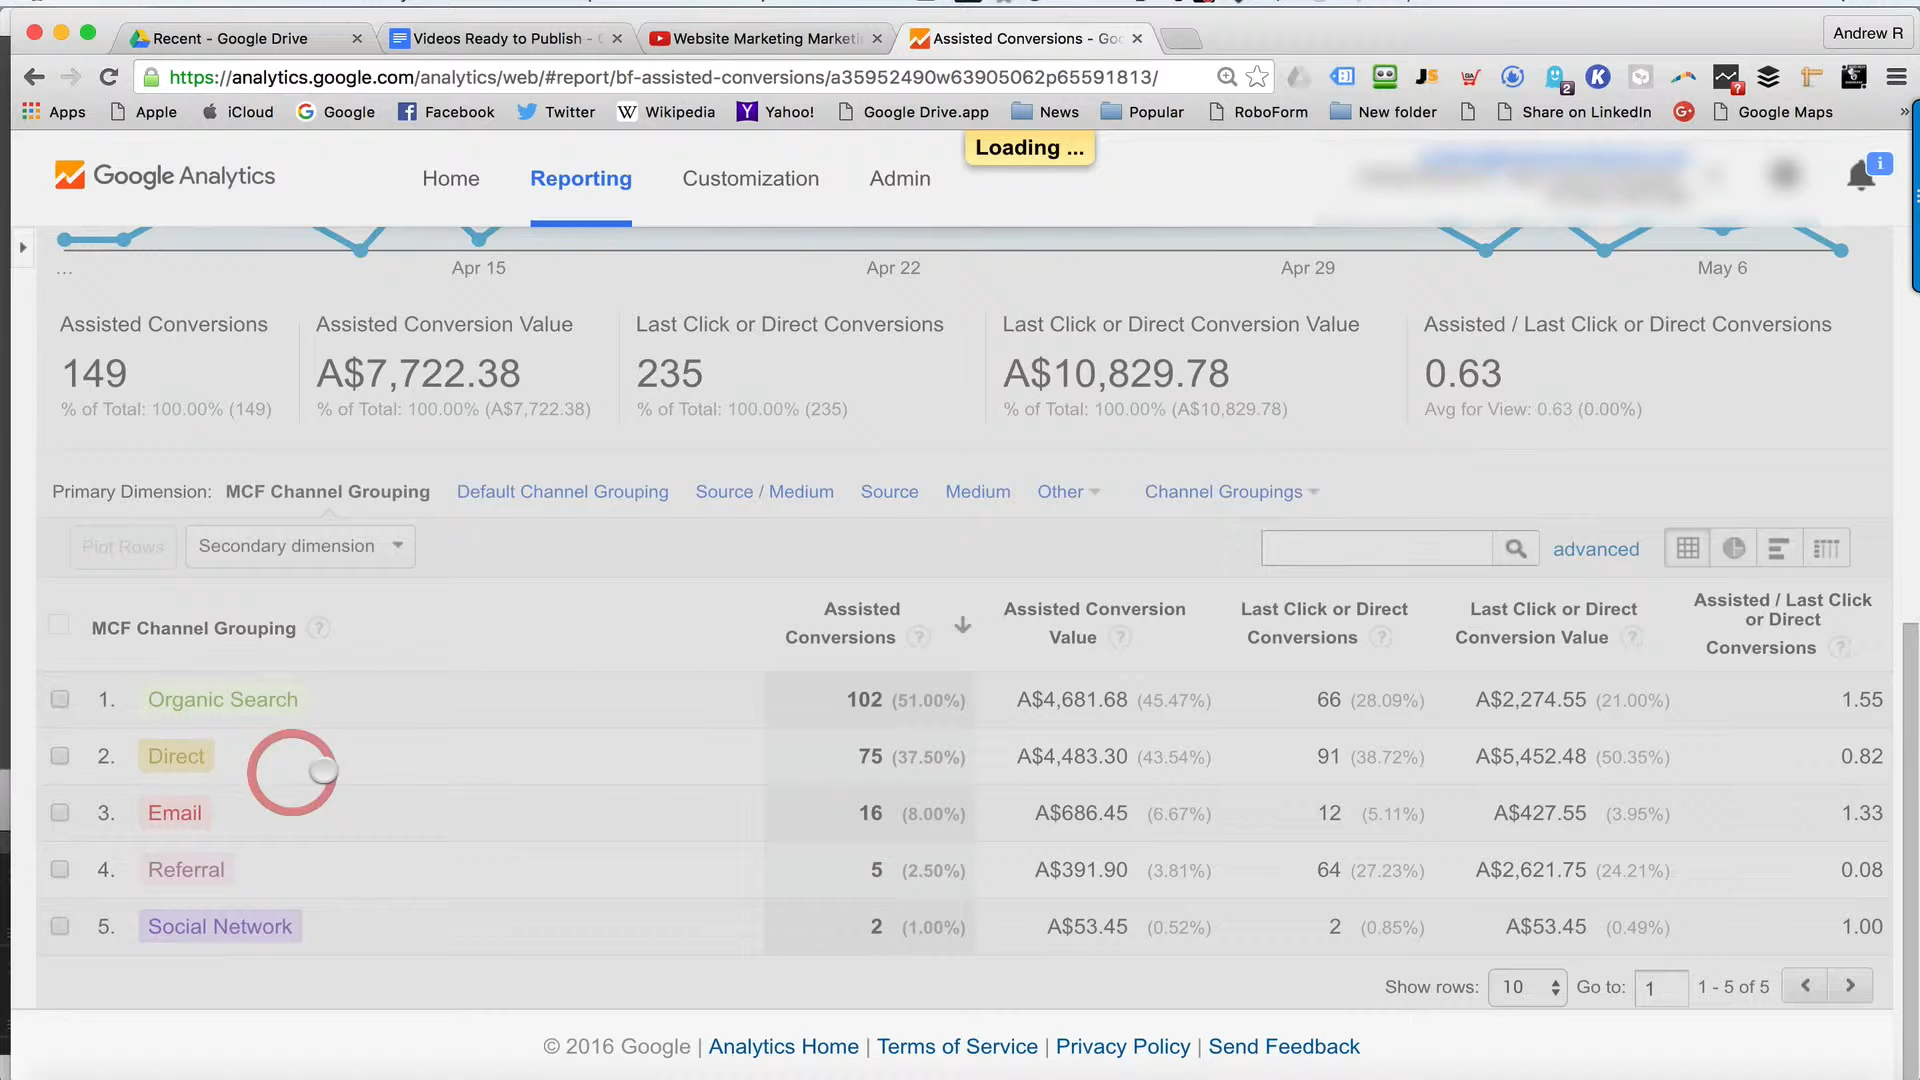 Recent - Google Drive
Videos Ready to Publish -
Website Marketing Marketi
Assisted Conversions - Goo
Andrew R
https://analytics.google.com/analytics/web/#report/bf-assisted-conversions/a35952490w63905062p65591813/
2
JS
K
?
Apps
Apple
iCloud
Google
Facebook
Twitter
Wikipedia
Yahoo!
Google Drive.app
News
Popular
RoboForm
New folder
Share on LinkedIn
Google Maps
»
Loading ...
Google Analytics
Home
Reporting
Customization
Admin
i
...
Apr 15
Apr 22
Apr 29
May 6
Assisted Conversions
149
% of Total: 100.00% (149)
Assisted Conversion Value
A$7,722.38
% of Total: 100.00% (A$7,722.38)
Last Click or Direct Conversions
235
% of Total: 100.00% (235)
Last Click or Direct Conversion Value
A$10,829.78
% of Total: 100.00% (A$10,829.78)
Assisted / Last Click or Direct Conversions
0.63
Avg for View: 0.63 (0.00%)
Primary Dimension: MCF Channel Grouping Default Channel Grouping Source / Medium Source Medium Other Channel Groupings
Plot Rows
Secondary dimension
advanced
MCF Channel Grouping ?
Assisted
Conversions ?
Assisted Conversion
Value ?
Last Click or Direct
Conversions ?
Last Click or Direct
Conversion Value ?
Assisted / Last Click
or Direct
Conversions ?
1. Organic Search 102 (51.00%) A$4,681.68 (45.47%) 66 (28.09%) A$2,274.55 (21.00%) 1.55
2. Direct 75 (37.50%) A$4,483.30 (43.54%) 91 (38.72%) A$5,452.48 (50.35%) 0.82
3. Email 16 (8.00%) A$686.45 (6.67%) 12 (5.11%) A$427.55 (3.95%) 1.33
4. Referral 5 (2.50%) A$391.90 (3.81%) 64 (27.23%) A$2,621.75 (24.21%) 0.08
5. Social Network 2 (1.00%) A$53.45 (0.52%) 2 (0.85%) A$53.45 (0.49%) 1.00
Show rows: 10 Go to: 1 1 - 5 of 5
© 2016 Google | Analytics Home | Terms of Service | Privacy Policy | Send Feedback